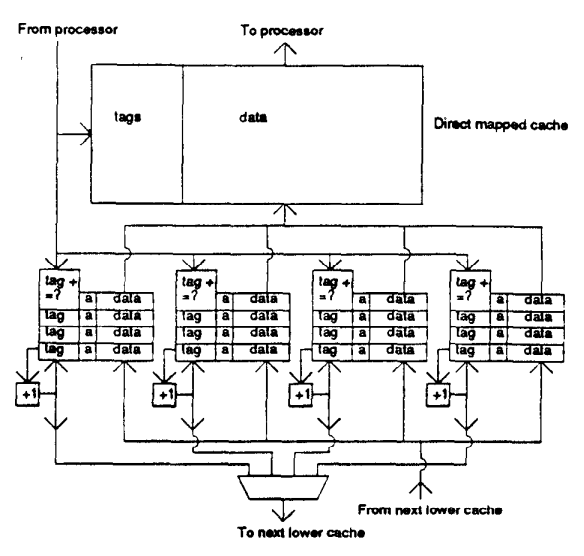 From processor To processor
tags data
Direct mapped cache
tag + tag + tag + tag +
=? a data =? a data =? a data =? a data
tag a data tag a data tag a data tag a data
tag a data tag a data tag a data tag a data
tag a data tag a data tag a data tag a data
+1 +1 +1 +1
From next lower cache
To next lower cache